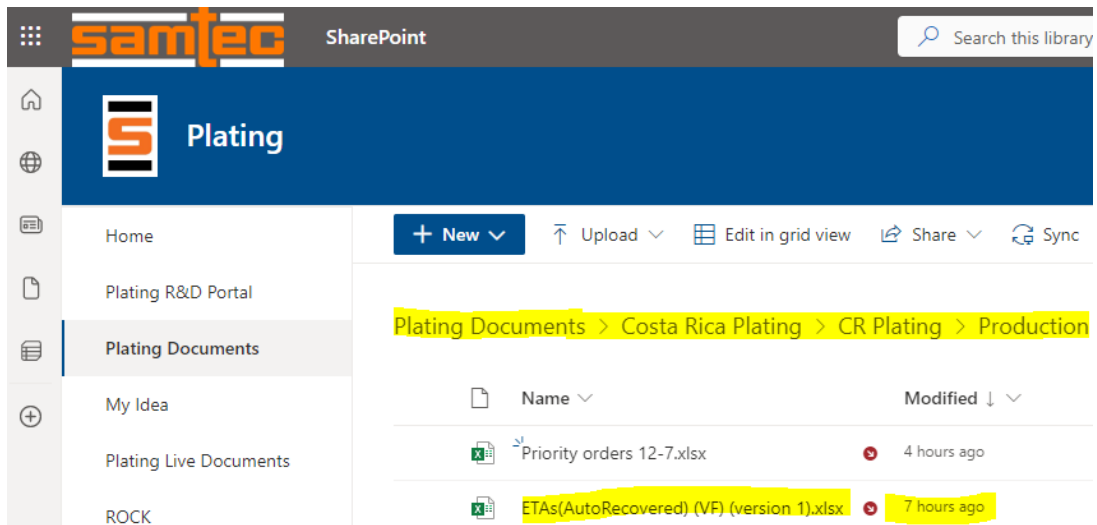 samtec SharePoint Search this library
Plating
Home
Plating R&D Portal
Plating Documents
My Idea
Plating Live Documents
ROCK
+ New Upload Edit in grid view Share Sync
Plating Documents > Costa Rica Plating > CR Plating > Production
Name Modified ↓
Priority orders 12-7.xlsx 4 hours ago
ETAs(AutoRecovered) (VF) (version 1).xlsx 7 hours ago